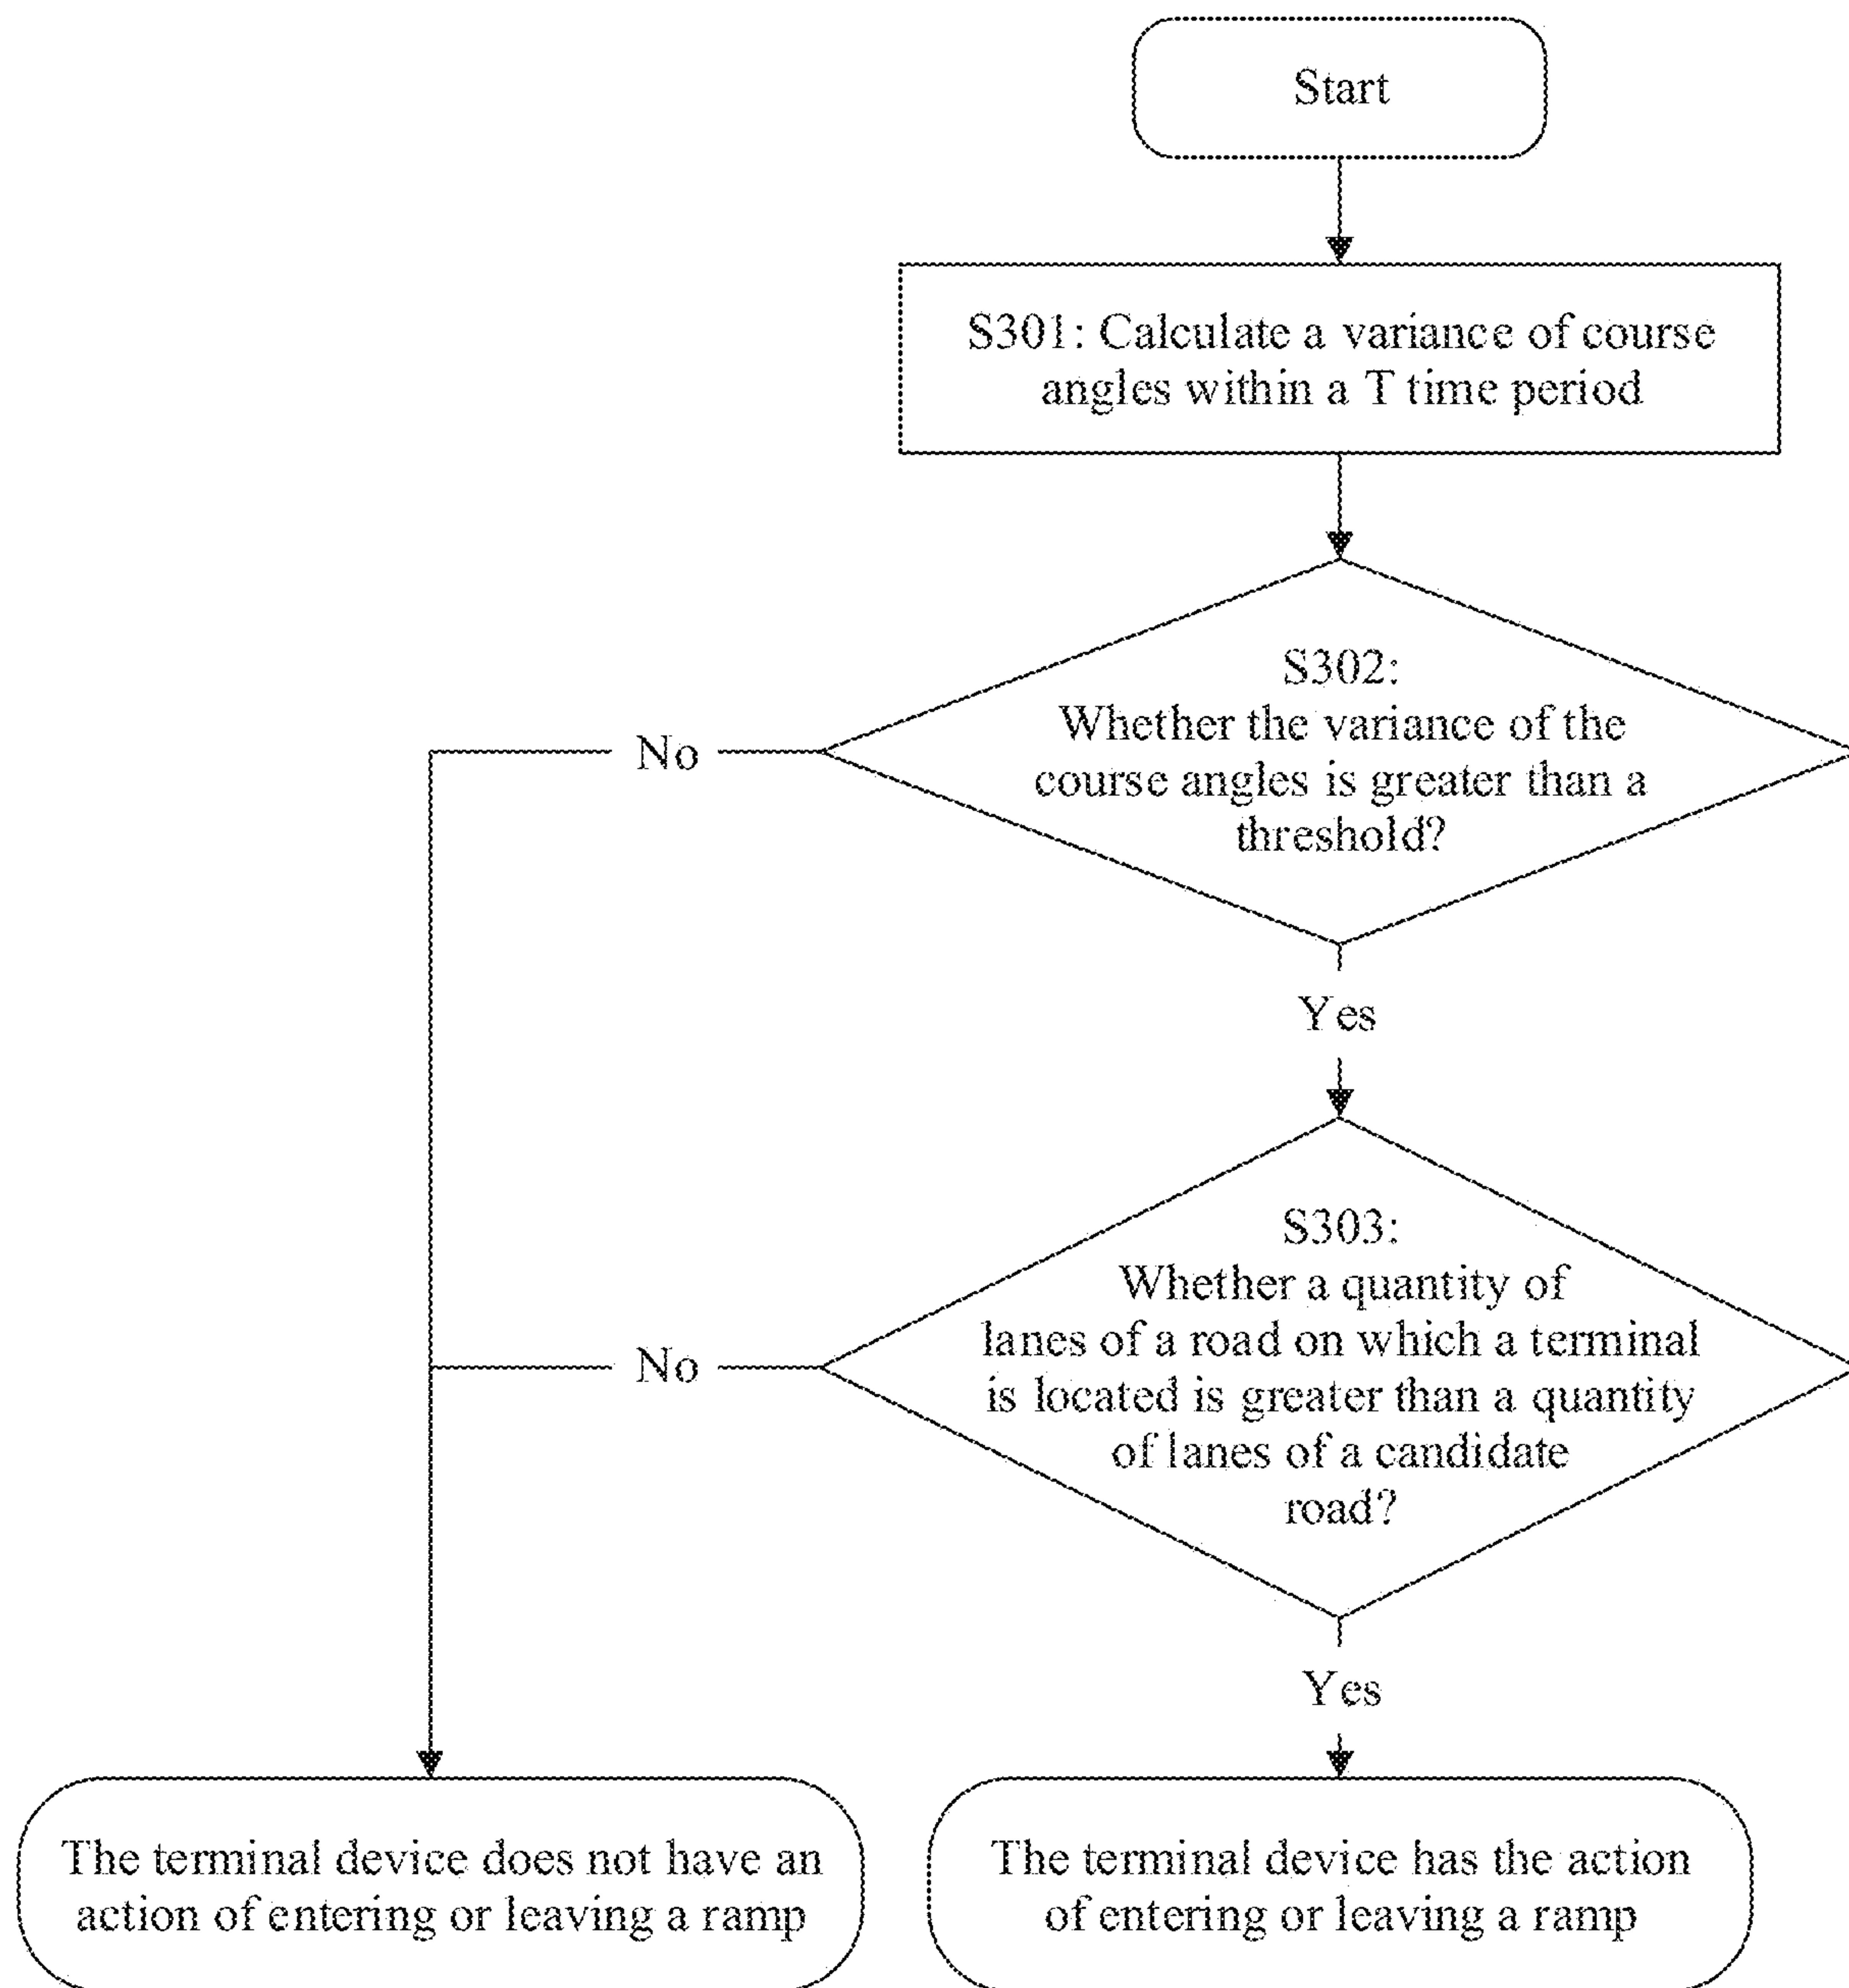 Start
S301: Calculate a variance of course
angles within a T time period
S302:
Whether the variance of the
course angles is greater than a
threshold?
No
Yes
S303:
Whether a quantity of
lanes of a road on which a terminal
is located is greater than a quantity
of lanes of a candidate
road?
No
Yes
The terminal device does not have an
action of entering or leaving a ramp
The terminal device has the action
of entering or leaving a ramp